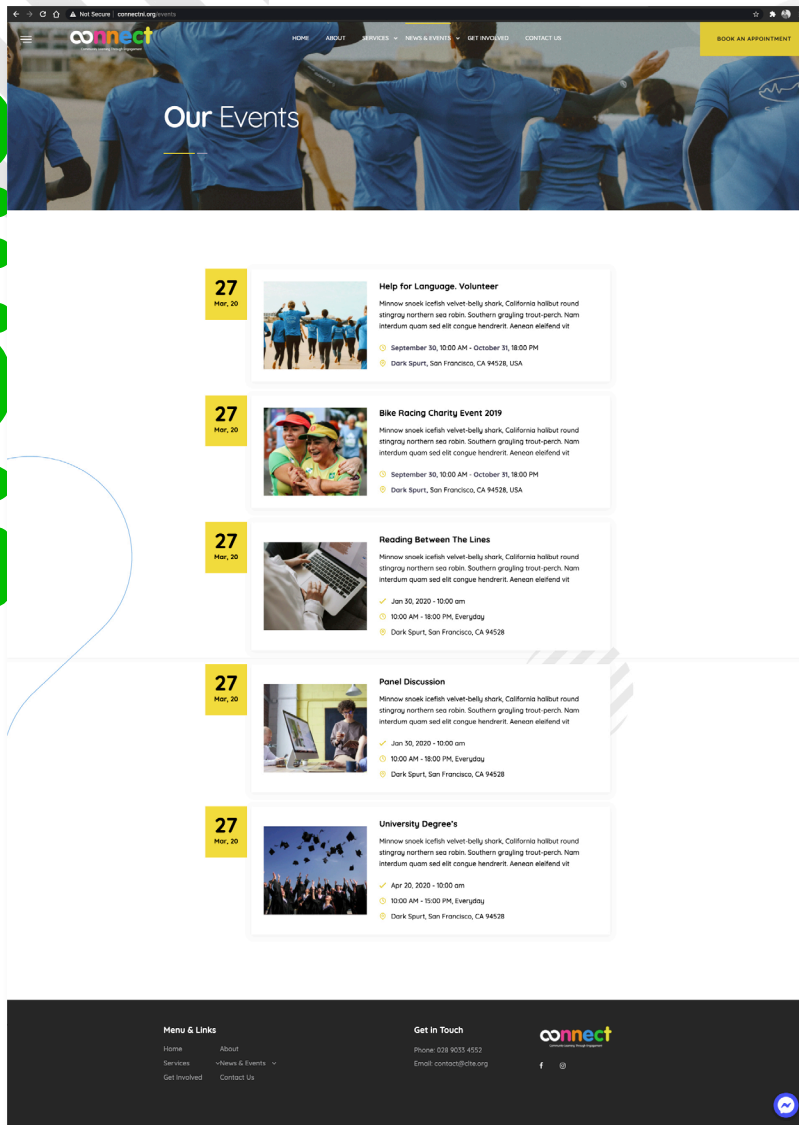 Not Secure | connectni.org/events
connect
Community Learning Through Engagement
HOME ABOUT SERVICES NEWS & EVENTS GET INVOLVED CONTACT US
BOOK AN APPOINTMENT
Our Events
27
Mar, 20
Help for Language. Volunteer
Minnow snoek icefish velvet-belly shark, California halibut round
stingray northern sea robin. Southern grayling trout-perch. Nam
interdum quam sed elit congue hendrerit. Aenean eleifend vit
September 30, 10:00 AM - October 31, 18:00 PM
Dark Spurt, San Francisco, CA 94528, USA
27
Mar, 20
Bike Racing Charity Event 2019
Minnow snoek icefish velvet-belly shark, California halibut round
stingray northern sea robin. Southern grayling trout-perch. Nam
interdum quam sed elit congue hendrerit. Aenean eleifend vit
September 30, 10:00 AM - October 31, 18:00 PM
Dark Spurt, San Francisco, CA 94528, USA
27
Mar, 20
Reading Between The Lines
Minnow snoek icefish velvet-belly shark, California halibut round
stingray northern sea robin. Southern grayling trout-perch. Nam
interdum quam sed elit congue hendrerit. Aenean eleifend vit
Jan 30, 2020 - 10:00 am
10:00 AM - 18:00 PM, Everyday
Dark Spurt, San Francisco, CA 94528
27
Mar, 20
Panel Discussion
Minnow snoek icefish velvet-belly shark, California halibut round
stingray northern sea robin. Southern grayling trout-perch. Nam
interdum quam sed elit congue hendrerit. Aenean eleifend vit
Jan 30, 2020 - 10:00 am
10:00 AM - 18:00 PM, Everyday
Dark Spurt, San Francisco, CA 94528
27
Mar, 20
University Degree's
Minnow snoek icefish velvet-belly shark, California halibut round
stingray northern sea robin. Southern grayling trout-perch. Nam
interdum quam sed elit congue hendrerit. Aenean eleifend vit
Apr 20, 2020 - 10:00 am
10:00 AM - 15:00 PM, Everyday
Dark Spurt, San Francisco, CA 94528
Menu & Links
Home About
Services News & Events
Get Involved Contact Us
Get in Touch
Phone: 028 9033 4552
Email: contact@cite.org
connect
Community Learning Through Engagement